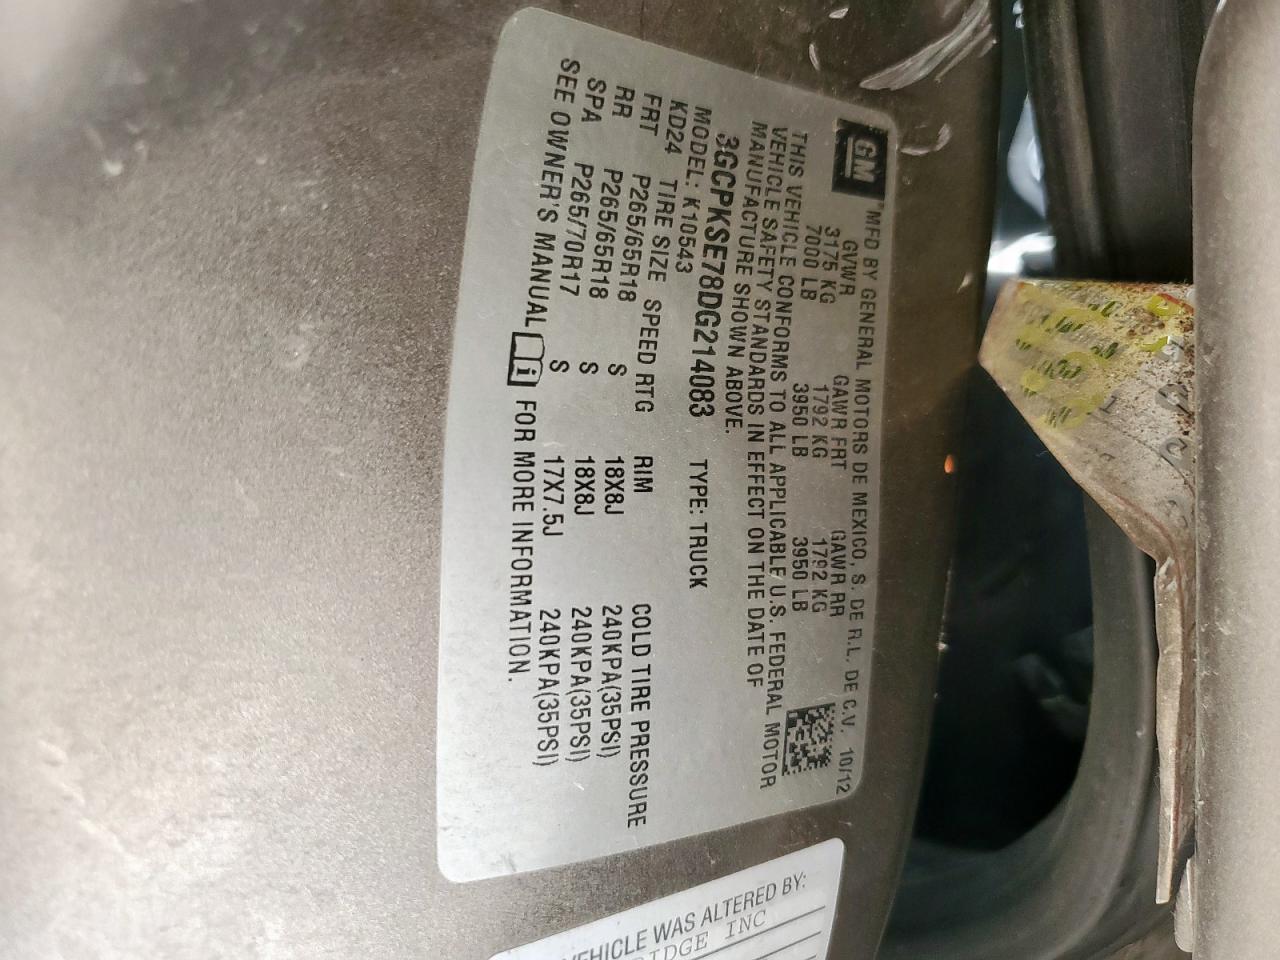 GM
MFD BY GENERAL MOTORS DE MEXICO, S. DE R.L. DE C.V. 10/12
GVWR GAWR FRT GAWR RR
3175 KG 1792 KG 1792 KG
7000 LB 3950 LB 3950 LB
THIS VEHICLE CONFORMS TO ALL APPLICABLE U.S. FEDERAL MOTOR
VEHICLE SAFETY STANDARDS IN EFFECT ON THE DATE OF
MANUFACTURE SHOWN ABOVE.
3GCPKSE78DG214083 TYPE: TRUCK
MODEL: K10543
KD24 TIRE SIZE SPEED RTG RIM COLD TIRE PRESSURE
FRT P265/65R18 S 18X8J 240KPA(35PSI)
RR P265/65R18 S 18X8J 240KPA(35PSI)
SPA P265/70R17 S 17X7.5J 240KPA(35PSI)
SEE OWNER'S MANUAL i FOR MORE INFORMATION.
VEHICLE WAS ALTERED BY:
RIDGE INC